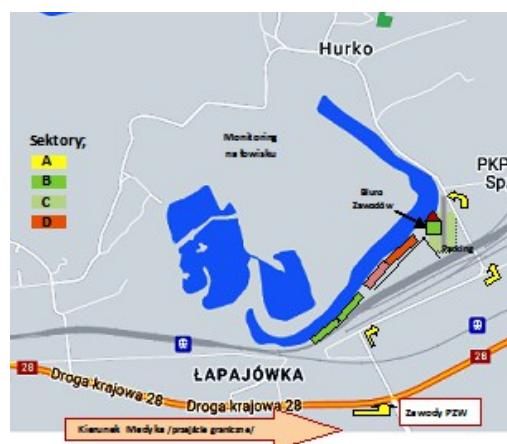 Hurko
Sektory;
Monitoring
na łowisku
A
B
C
D
PKP
Sp.
Biuro
Zawodów
Parking
28
Droga krajowa 28
ŁAPAJÓWKA
Droga krajowa 28
28
Zawody PZW
Kierunek Medyka /przejście graniczne/